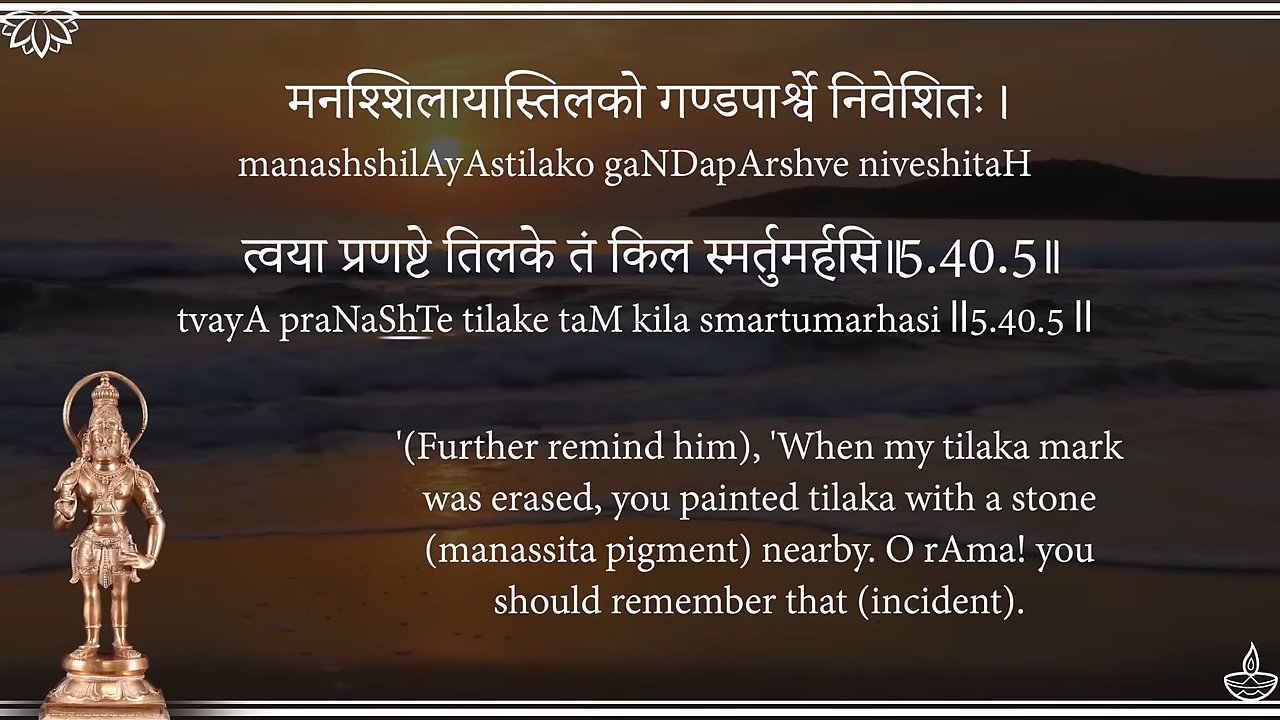 मनश्शिलायास्तिलको गण्डपार्श्वे निवेशितः ।
manashshilAyAstilako gaNDapArshve niveshitaH
त्वया प्रणष्टे तिलके तं किल स्मर्तुमर्हसि॥5.40.5॥
tvayA praNaShTe tilake taM kila smartumarhasi ||5.40.5 ||
'(Further remind him), 'When my tilaka mark
was erased, you painted tilaka with a stone
(manassita pigment) nearby. O rAma! you
should remember that (incident).